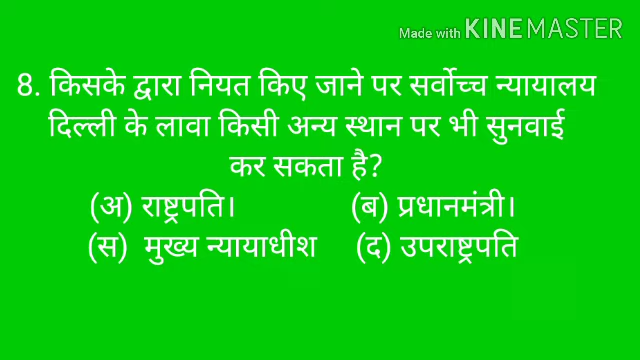 Made with KINEMASTER
8. किसके द्वारा नियत किए जाने पर सर्वोच्च न्यायालय
दिल्ली के लावा किसी अन्य स्थान पर भी सुनवाई
कर सकता है?
(अ) राष्ट्रपति। (ब) प्रधानमंत्री।
(स) मुख्य न्यायाधीश (द) उपराष्ट्रपति